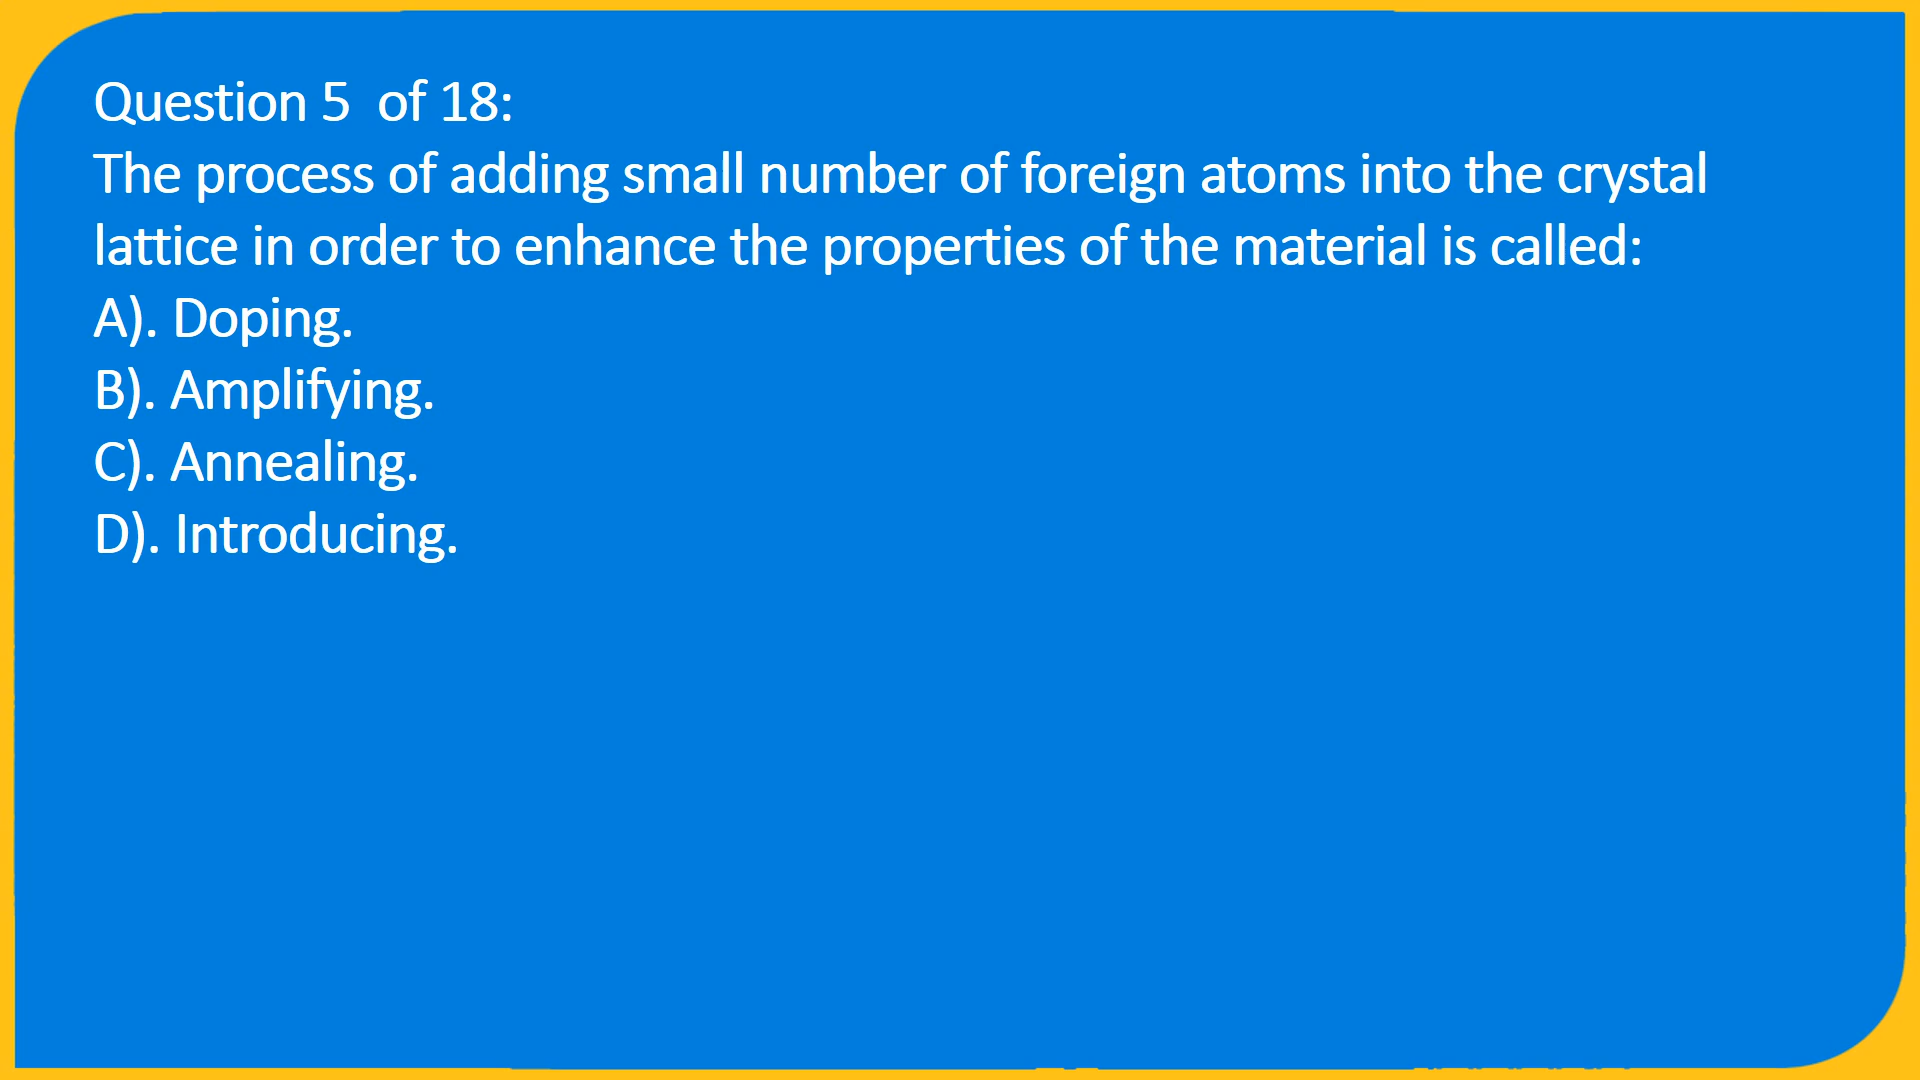 Question 5  of 18:
The process of adding small number of foreign atoms into the crystal
lattice in order to enhance the properties of the material is called:
A). Doping.
B). Amplifying.
C). Annealing.
D). Introducing.